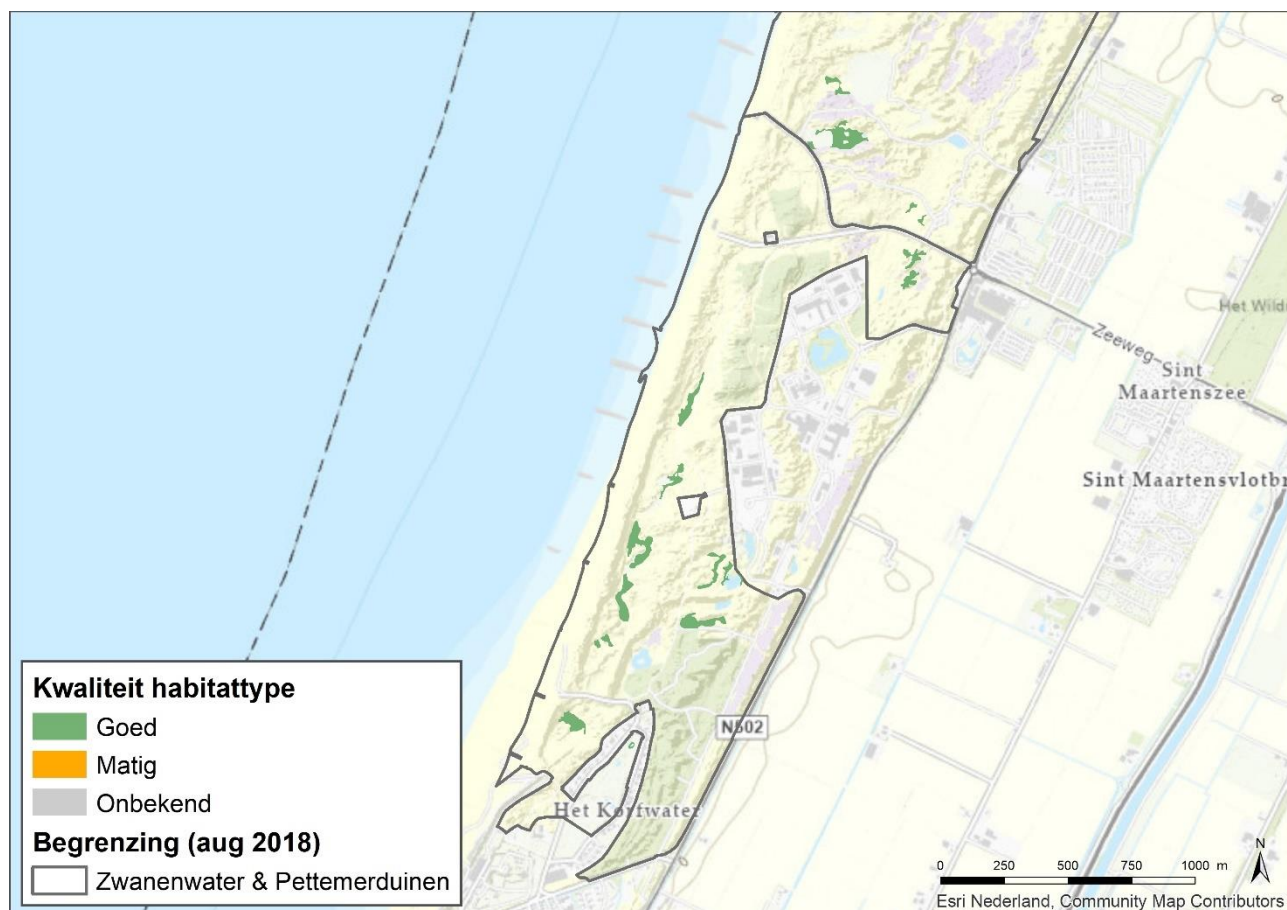 Het Wildr
Zeeweg
Sint
Maartenszee
Sint Maartensvlotbr
N502
Het Korfwater
Kwaliteit habitattype
Goed
Matig
Onbekend
Begrenzing (aug 2018)
Zwanenwater & Pettemerduinen
0 250 500 750 1000 m
N
Esri Nederland, Community Map Contributors